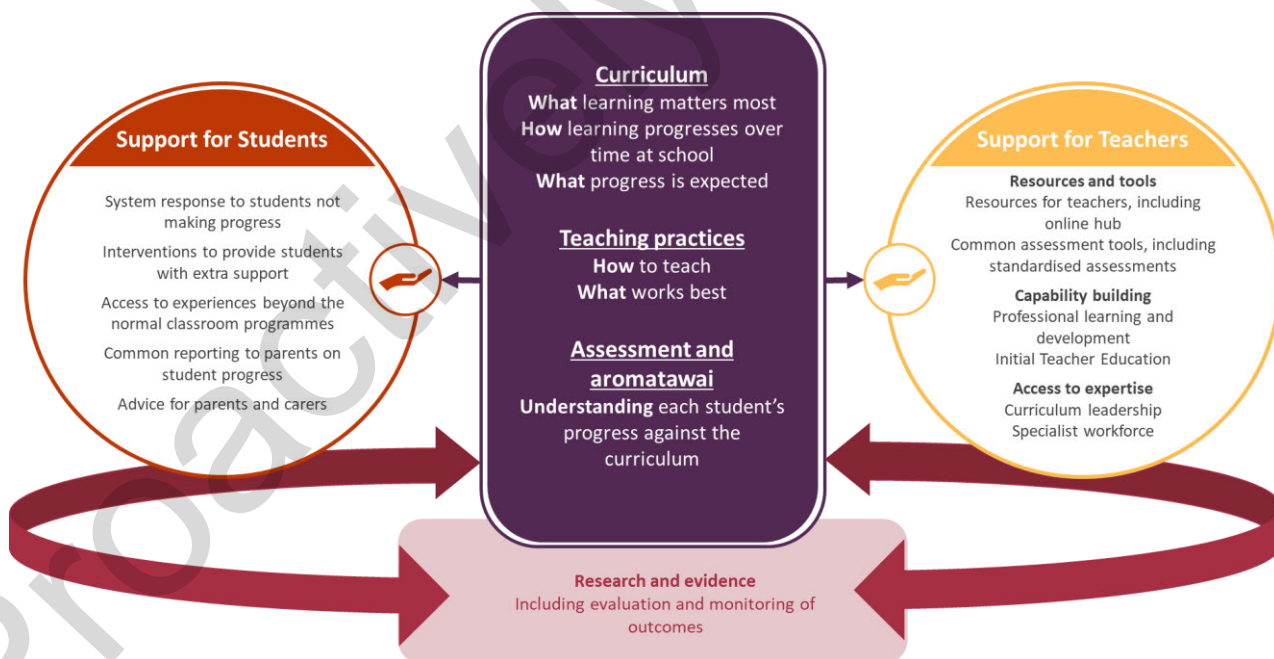 Support for Students
System response to students not
making progress
Interventions to provide students
with extra support
Access to experiences beyond the
normal classroom programmes
Common reporting to parents on
student progress
Advice for parents and carers
Curriculum
What learning matters most
How learning progresses over
time at school
What progress is expected
Teaching practices
How to teach
What works best
Assessment and
aromatawai
Understanding each student's
progress against the
curriculum
Support for Teachers
Resources and tools
Resources for teachers, including
online hub
Common assessment tools, including
standardised assessments
Capability building
Professional learning and
development
Initial Teacher Education
Access to expertise
Curriculum leadership
Specialist workforce
Research and evidence
Including evaluation and monitoring of
outcomes
Proactively